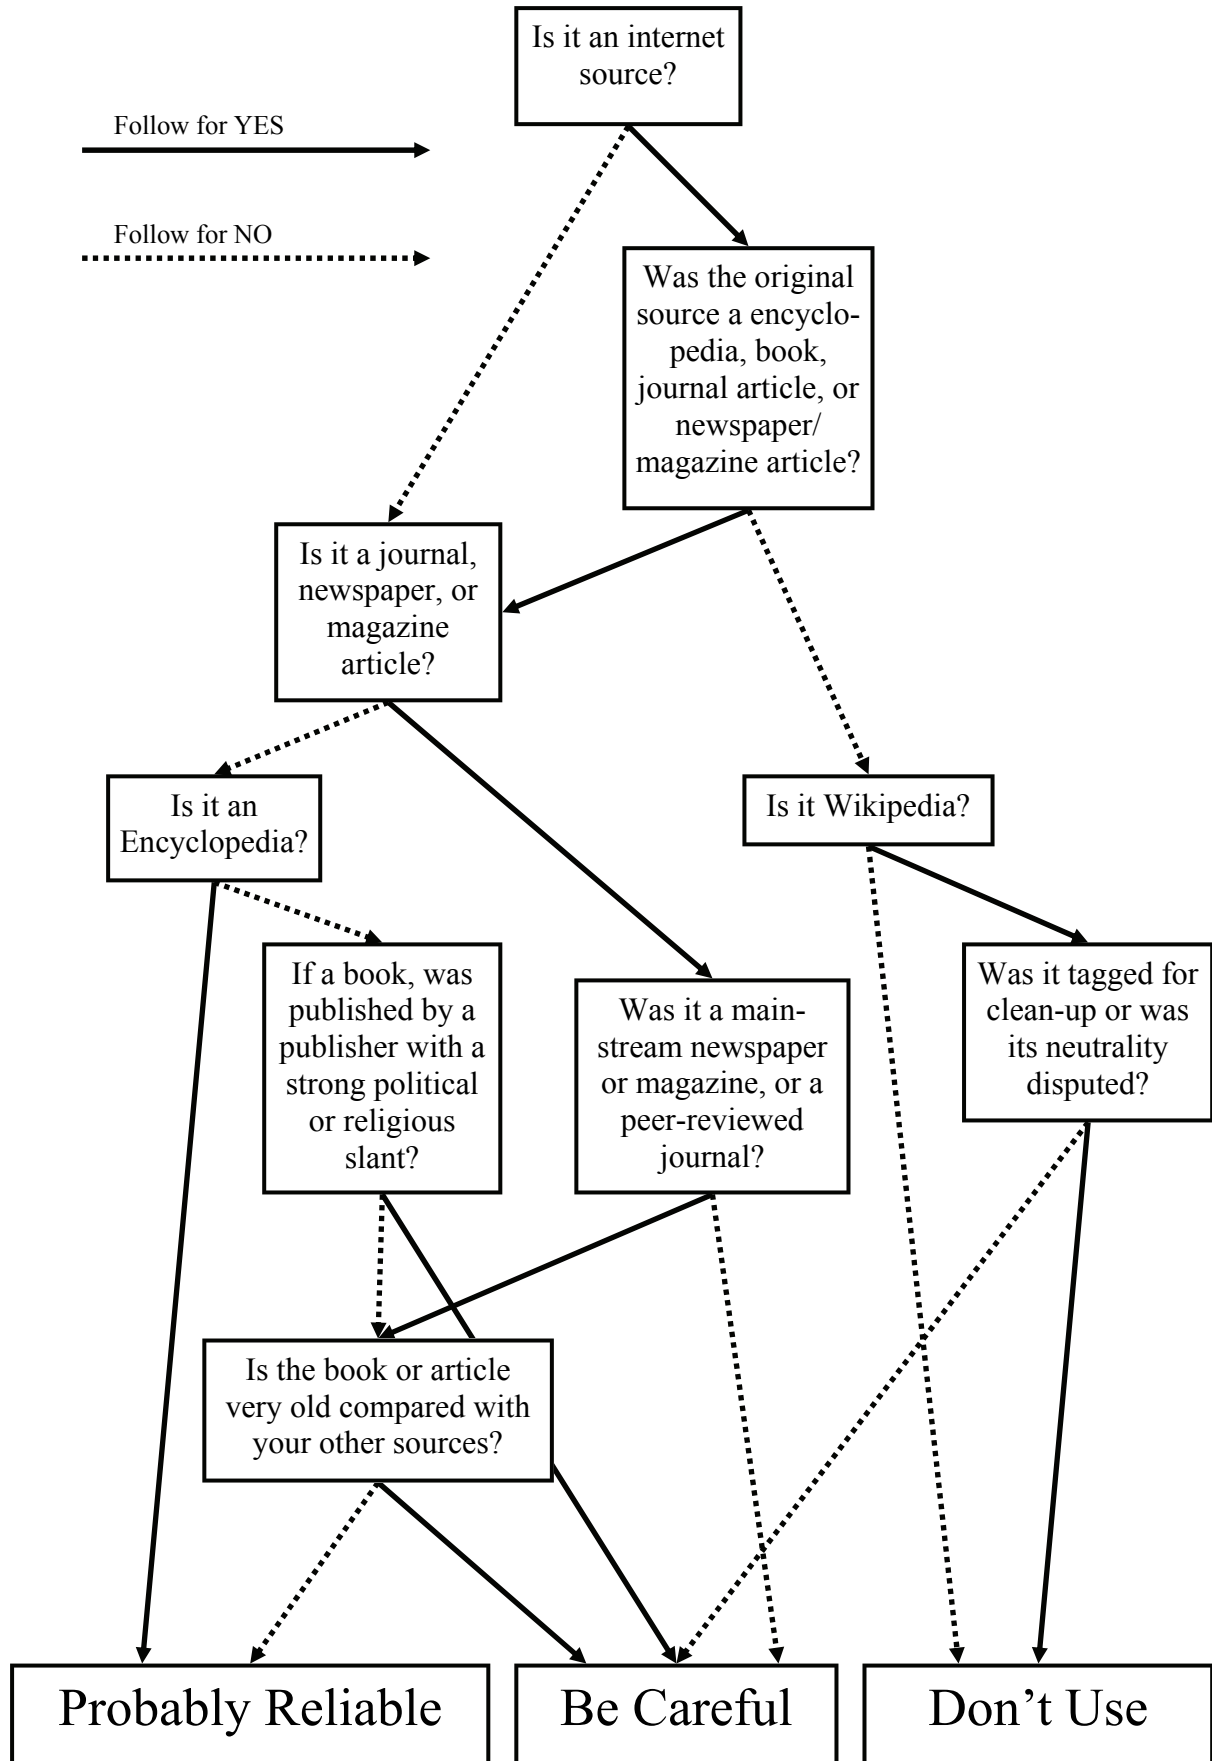 Is it an internet
source?
Follow for YES
Follow for NO
Was the original
source a encyclo-
pedia, book,
journal article, or
newspaper/
magazine article?
Is it a journal,
newspaper, or
magazine
article?
Is it an
Encyclopedia?
Is it Wikipedia?
If a book, was
published by a
publisher with a
strong political
or religious
slant?
Was it a main-
stream newspaper
or magazine, or a
peer-reviewed
journal?
Was it tagged for
clean-up or was
its neutrality
disputed?
Is the book or article
very old compared with
your other sources?
Probably Reliable
Be Careful
Don’t Use